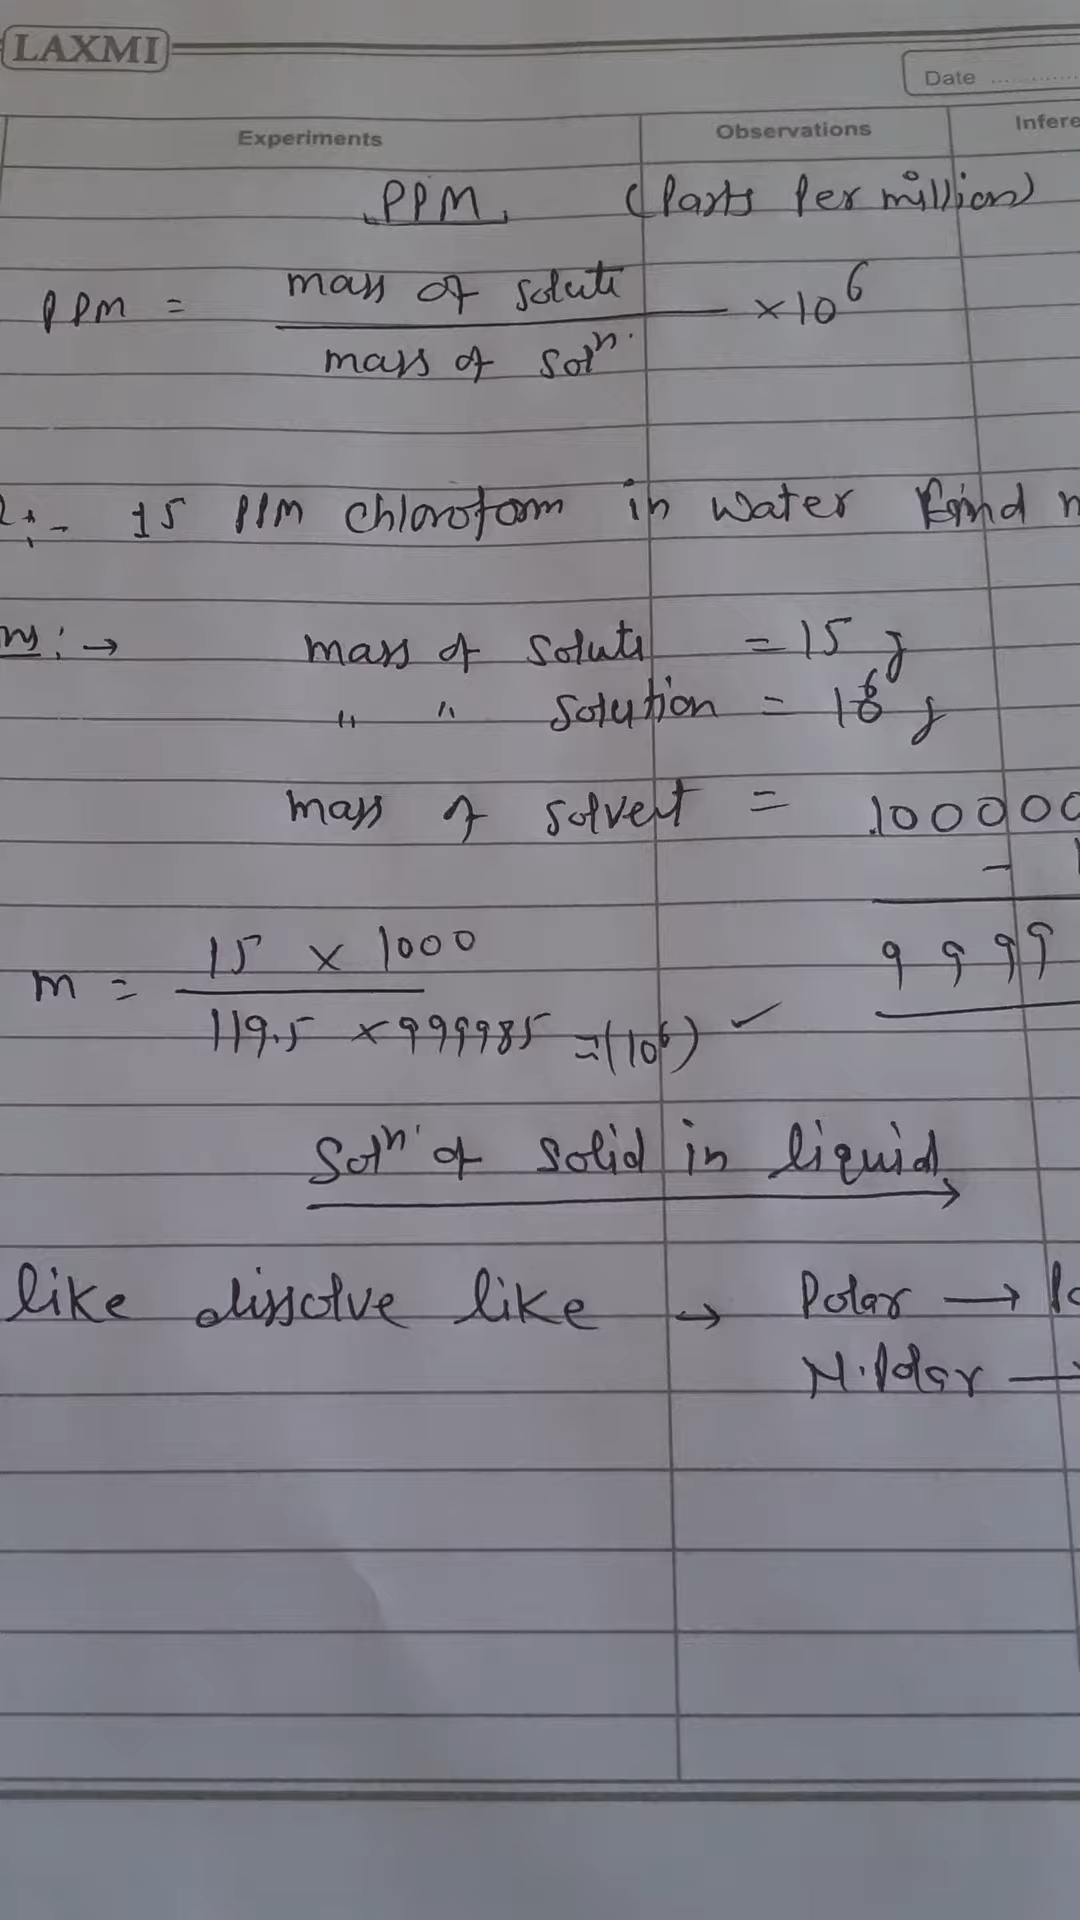 LAXMI
Date
Experiments Observations Infere
PPM (Parts Per million)
PPM = mass of solute / mass of solⁿ. × 10⁶
15 PPM chloroform in water Find m
ns: → mass of solute = 15 g
" " solution = 10⁶ g
mass of solvent = 100000
-
9999
m = 15 × 1000 / 119.5 × 999985 ≈ (10⁶) ✓
Solⁿ. of solid in liquid
like dissolve like → Polar →
N.Polar →